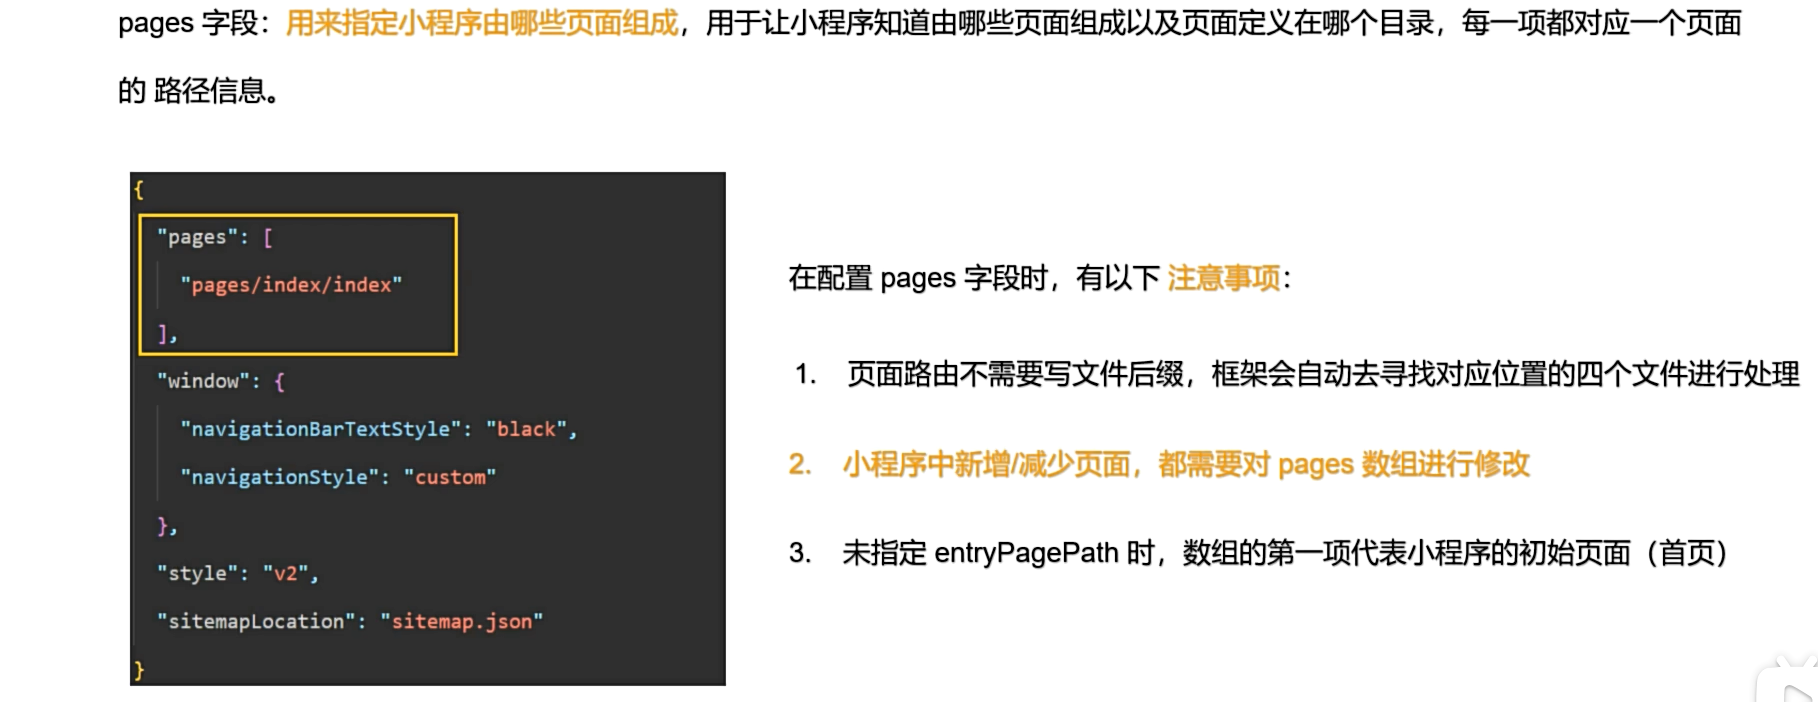 pages 字段：用来指定小程序由哪些页面组成，用于让小程序知道由哪些页面组成以及页面定义在哪个目录，每一项都对应一个页面
的 路径信息。
{
"pages": [
"pages/index/index"
],
"window": {
"navigationBarTextStyle": "black",
"navigationStyle": "custom"
},
"style": "v2",
"sitemapLocation": "sitemap.json"
}
在配置 pages 字段时，有以下 注意事项：
1. 页面路由不需要写文件后缀，框架会自动去寻找对应位置的四个文件进行处理
2. 小程序中新增/减少页面，都需要对 pages 数组进行修改
3. 未指定 entryPagePath 时，数组的第一项代表小程序的初始页面（首页）